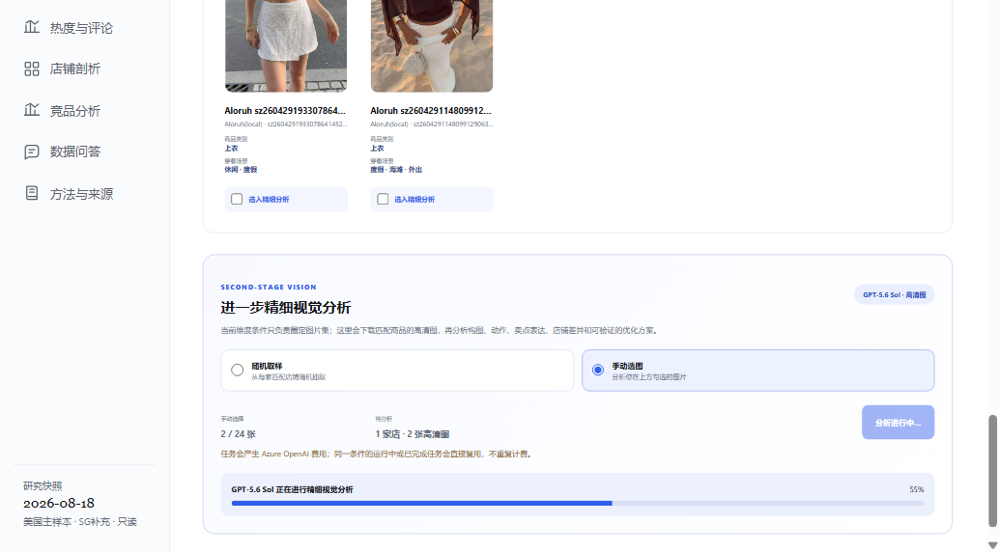 热度与评论
店铺剖析
竞品分析
数据问答
方法与来源
研究快照
2026-08-18
美国主样本 · SG补充 · 只读
Aloruh sz260429193307864...
Aloruh(local) · sz2604291933078641452...
商品类别
上衣
穿着场景
休闲 · 度假
选入精细分析
Aloruh sz260429114809912...
Aloruh(local) · sz2604291148099129063...
商品类别
上衣
穿着场景
度假 · 海滩 · 外出
选入精细分析
SECOND-STAGE VISION
进一步精细视觉分析
GPT-5.6 Sol · 高清图
当前维度条件只负责圈定图片集；这里会下载匹配商品的高清图，再分析构图、动作、卖点表达、店铺差异和可验证的优化方案。
随机取样
从每家匹配店铺随机抽取
手动选图
分析你在上方勾选的图片
手动选择
2 / 24 张
将分析
1 家店 · 2 张高清图
分析进行中...
任务会产生 Azure OpenAI 费用；同一条件的运行中或已完成任务会直接复用，不重复计费。
GPT-5.6 Sol 正在进行精细视觉分析
55%